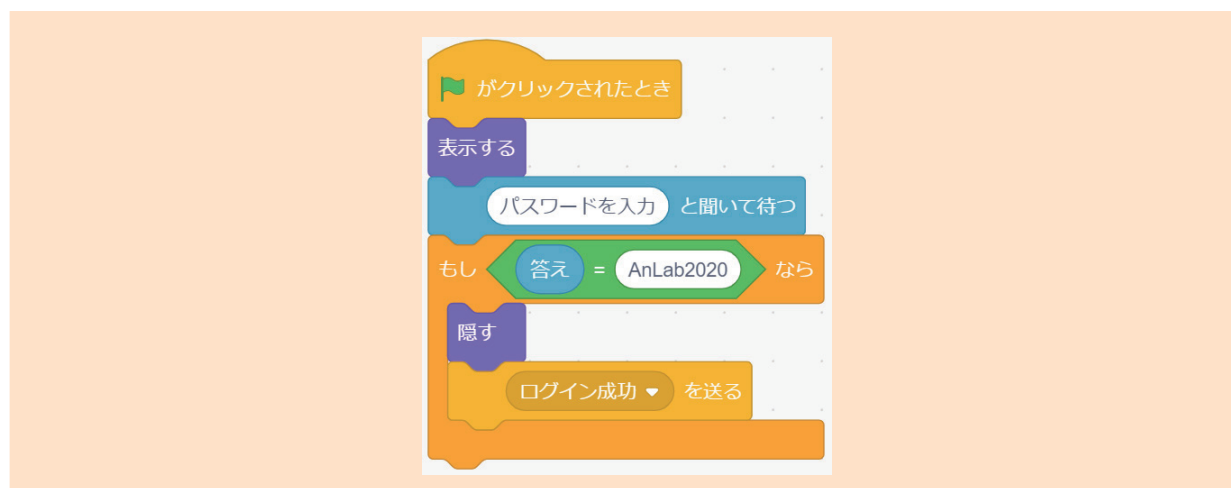 がクリックされたとき
表示する
パスワードを入力 と聞いて待つ
もし 答え = AnLab2020 なら
隠す
ログイン成功 を送る